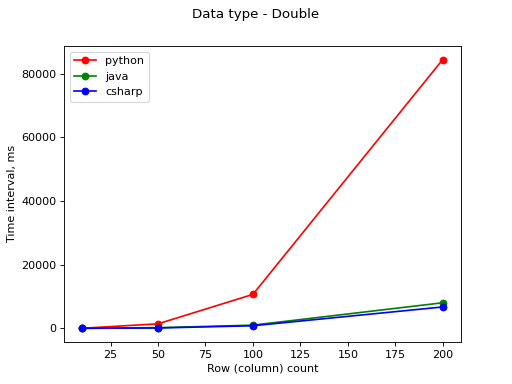 Data type - Double
python
java
csharp
80000
60000
40000
20000
0
Time interval, ms
25 50 75 100 125 150 175 200
Row (column) count